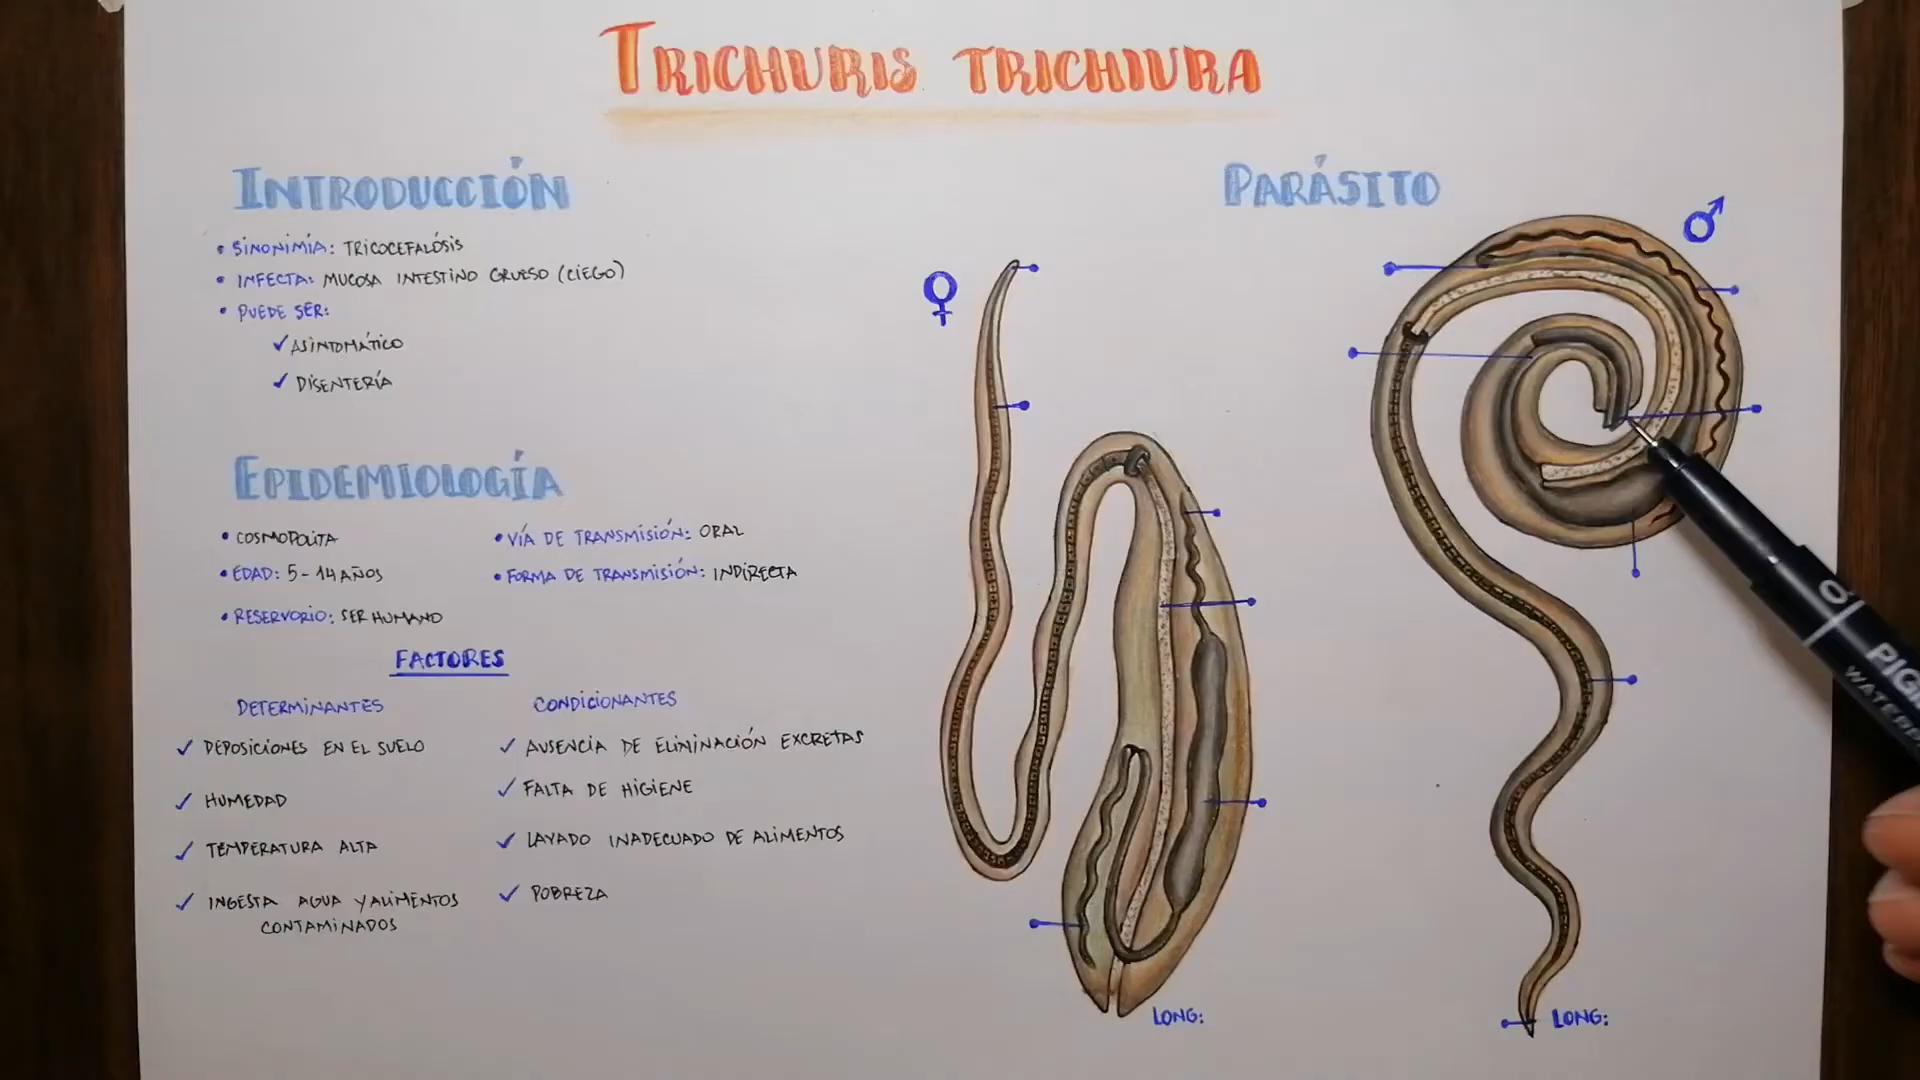 TRICHURIS TRICHIURA
INTRODUCCIÓN
• SINONIMIA: TRICOCEFALÓSIS
• INFECTA: MUCOSA INTESTINO GRUESO (CIEGO)
• PUEDE SER:
✓ ASINTOMÁTICO
✓ DISENTERÍA
EPIDEMIOLOGÍA
• COSMOPOLITA
• EDAD: 5-14 AÑOS
• RESERVORIO: SER HUMANO
• VÍA DE TRANSMISIÓN: ORAL
• FORMA DE TRANSMISIÓN: INDIRECTA
FACTORES
DETERMINANTES
✓ DEPOSICIONES EN EL SUELO
✓ HUMEDAD
✓ TEMPERATURA ALTA
✓ INGESTA AGUA Y ALIMENTOS
CONTAMINADOS
CONDICIONANTES
✓ AUSENCIA DE ELIMINACIÓN EXCRETAS
✓ FALTA DE HIGIENE
✓ LAVADO INADECUADO DE ALIMENTOS
✓ POBREZA
PARÁSITO
♀
♂
LONG:
LONG: